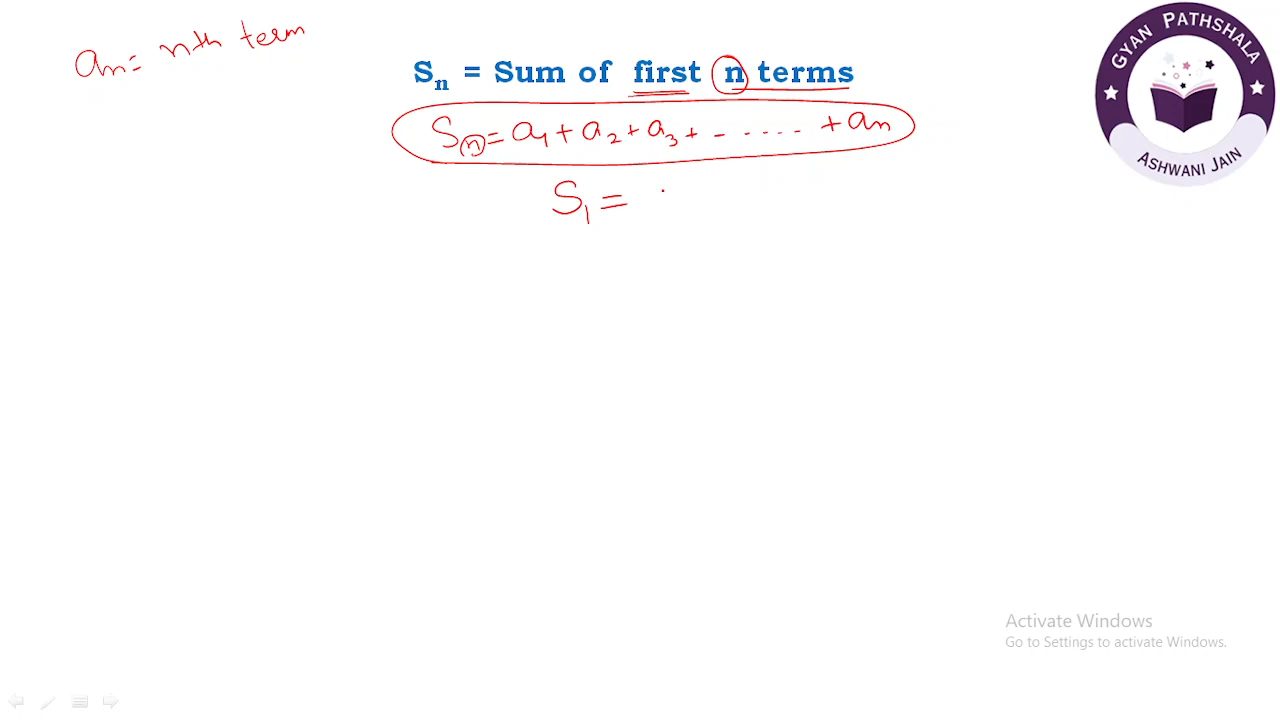 aₙ = nth term
Sₙ = Sum of first n terms
Sₙ = a₁ + a₂ + a₃ + - ..... + aₙ
S₁ =
GYAN PATHSHALA
ASHWANI JAIN
Activate Windows
Go to Settings to activate Windows.